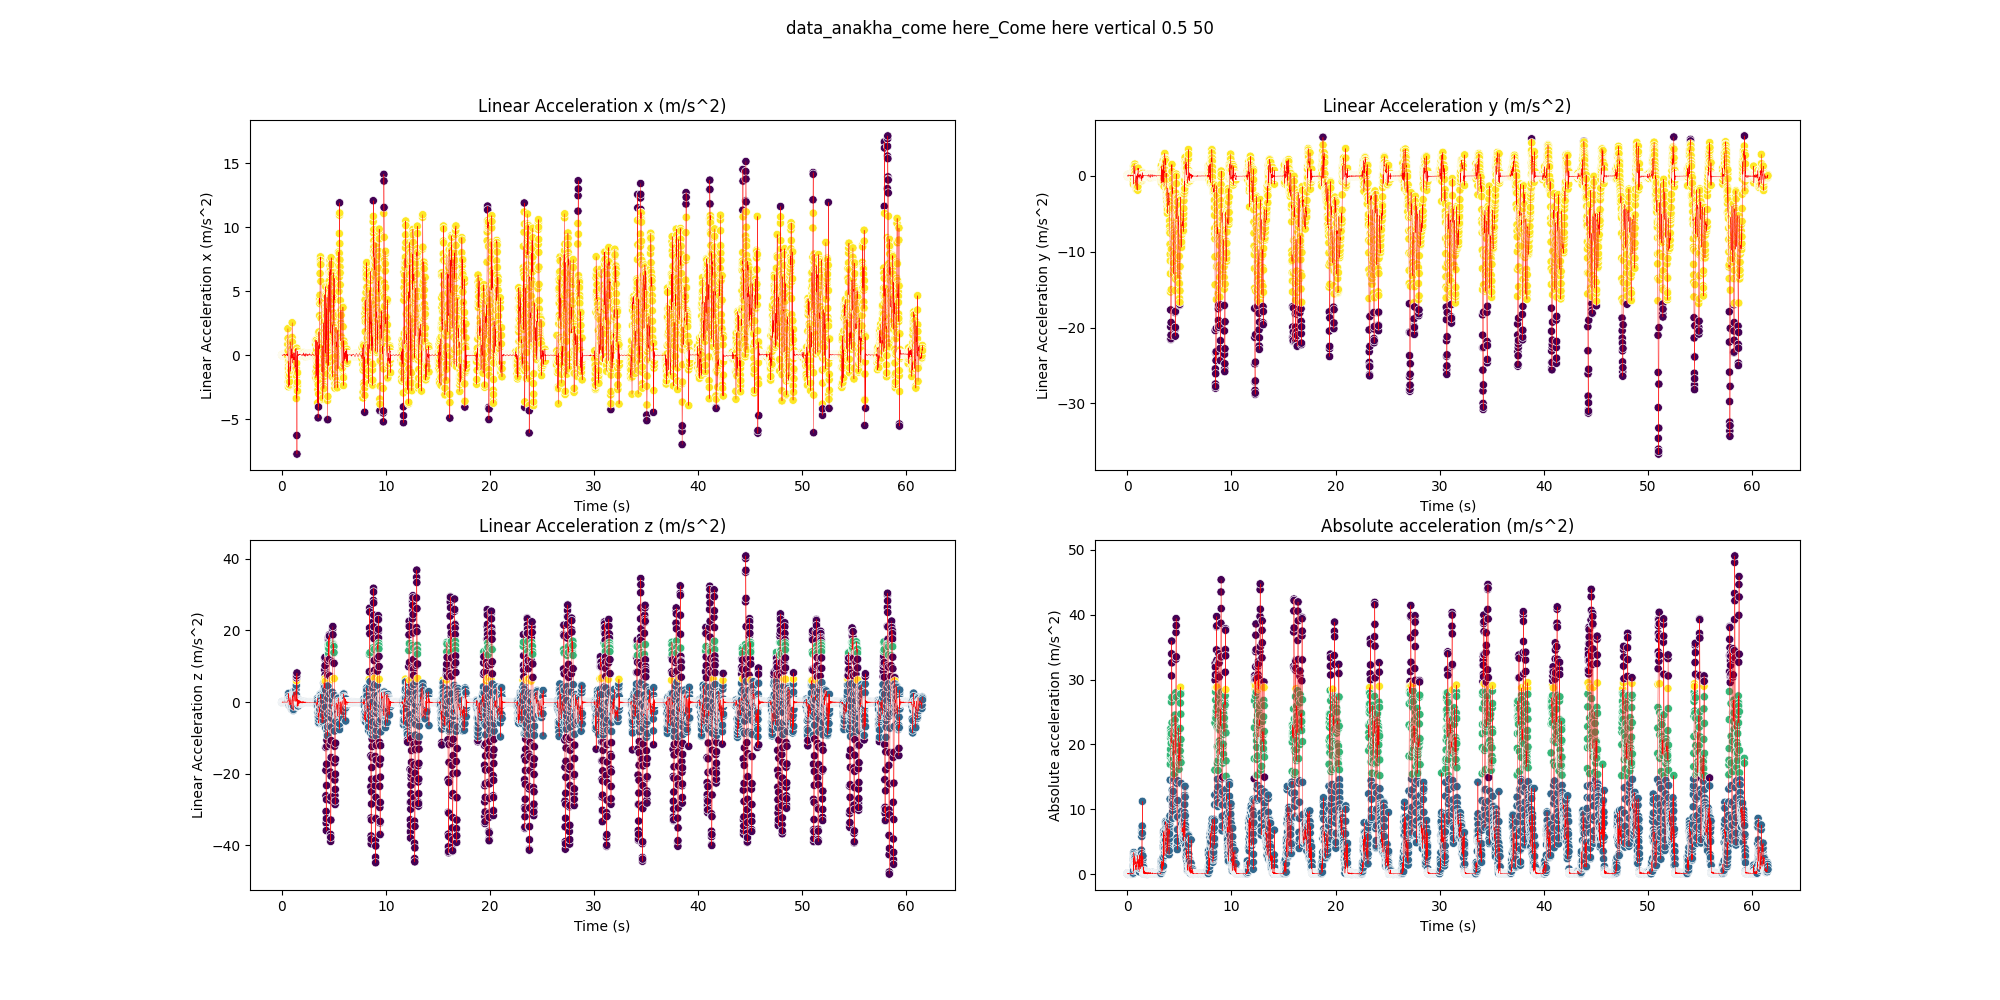 data_anakha_come here_Come here vertical 0.5 50
Linear Acceleration x (m/s^2)
Linear Acceleration x (m/s^2)
15
10
5
0
−5
0 10 20 30 40 50 60
Time (s)
Linear Acceleration y (m/s^2)
Linear Acceleration y (m/s^2)
0
−10
−20
−30
0 10 20 30 40 50 60
Time (s)
Linear Acceleration z (m/s^2)
Linear Acceleration z (m/s^2)
40
20
0
−20
−40
0 10 20 30 40 50 60
Time (s)
Absolute acceleration (m/s^2)
Absolute acceleration (m/s^2)
50
40
30
20
10
0
0 10 20 30 40 50 60
Time (s)